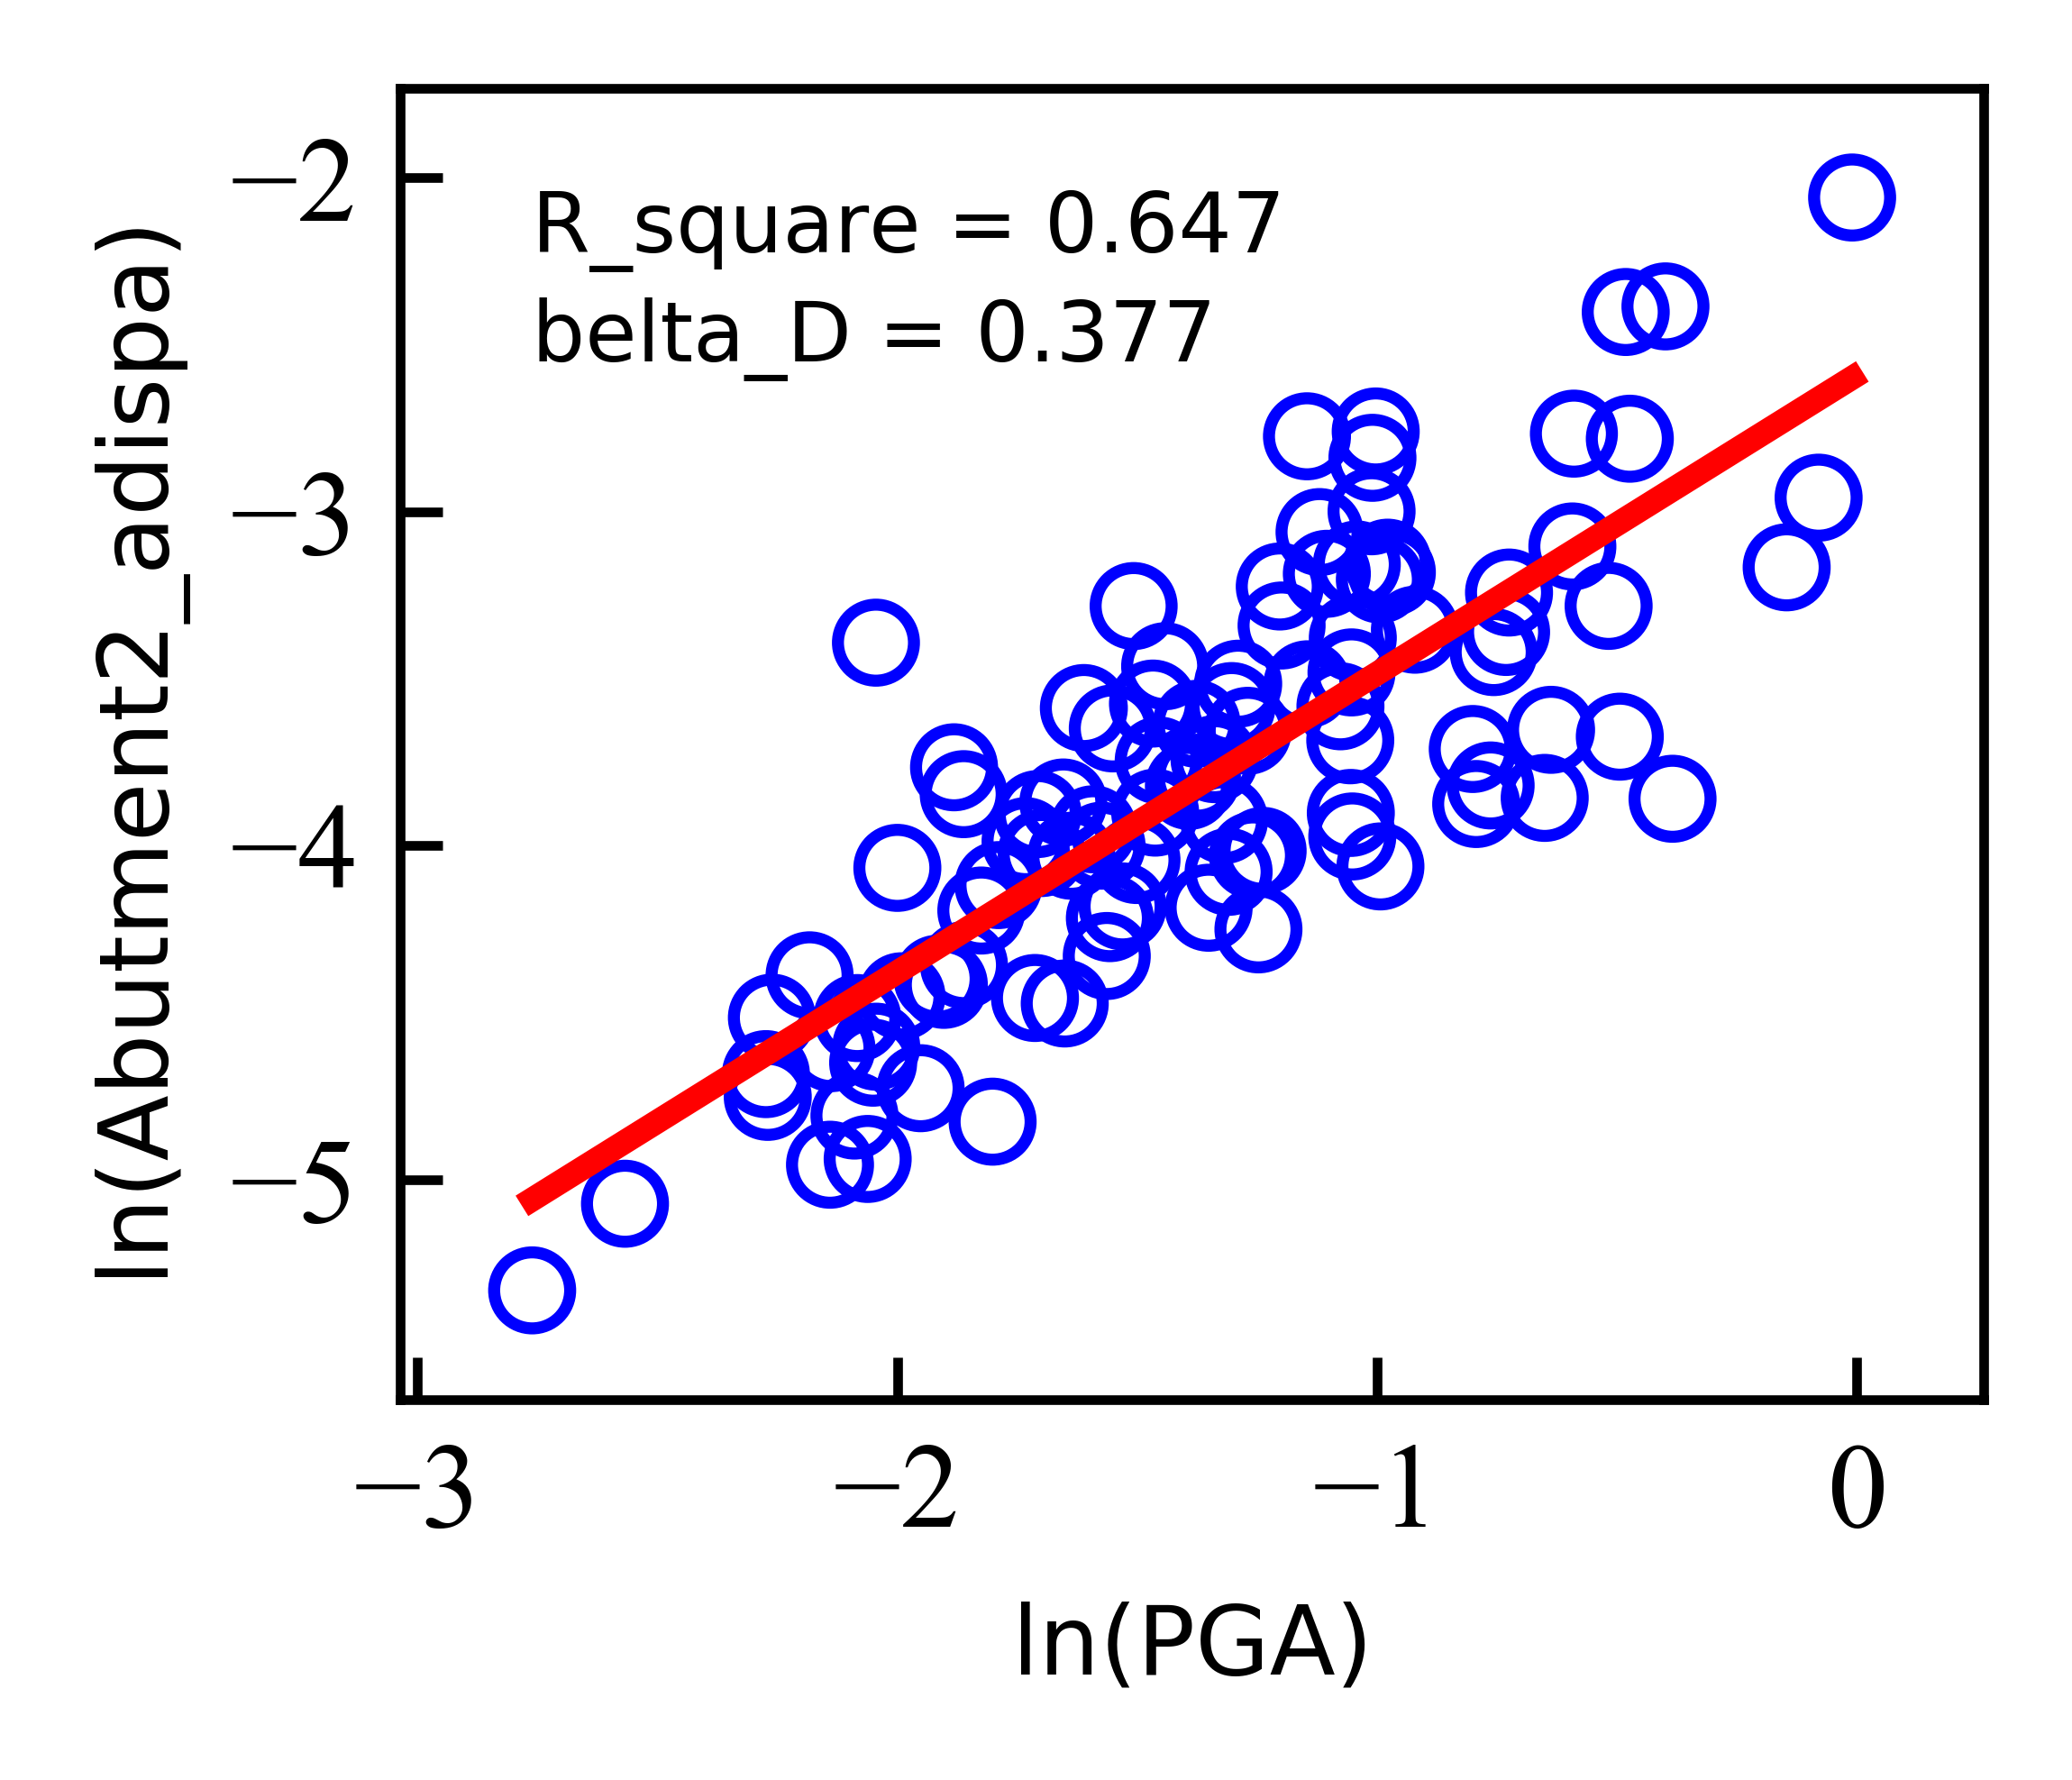 R_square = 0.647
belta_D = 0.377
ln(Abutment2_adispa)
−2
−3
−4
−5
−3 −2 −1 0
ln(PGA)